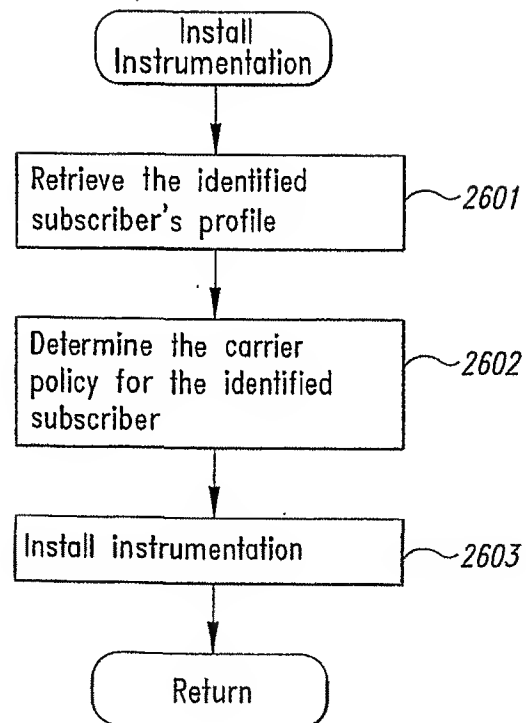 Install
Instrumentation
Retrieve the identified
subscriber's profile
2601
Determine the carrier
policy for the identified
subscriber
2602
Install instrumentation
2603
Return